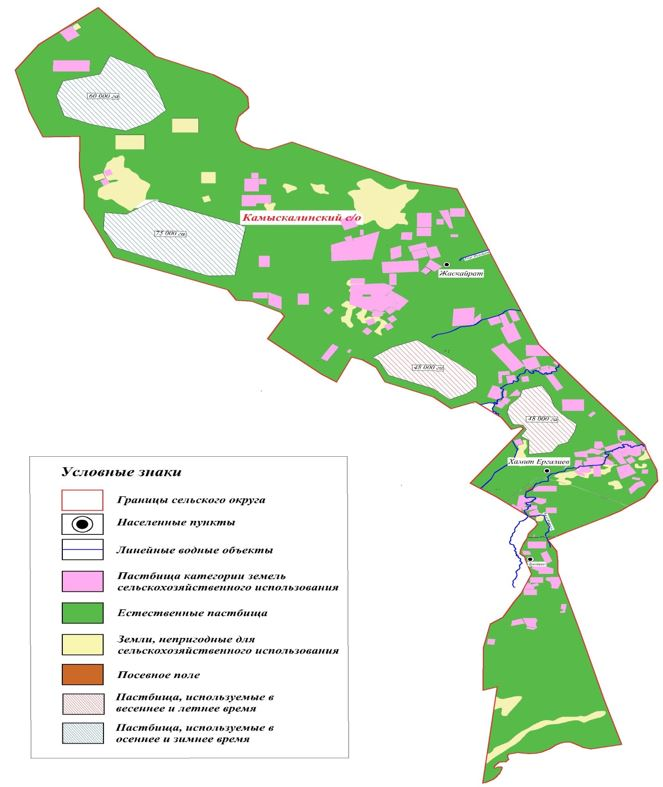 60 000 га
75 000 га
Камыскалинский с/о
Жаскайрат
48 000 га
48 000 га
Хамит Ергалиев
Условные знаки
Границы сельского округа
Населенные пункты
Линейные водные объекты
Пастбища категории земель
сельскохозяйственного использования
Естественные пастбища
Земли, непригодные для
сельскохозяйственного использования
Посевное поле
Пастбища, используемые в
весеннее и летнее время
Пастбища, используемые в
осеннее и зимнее время